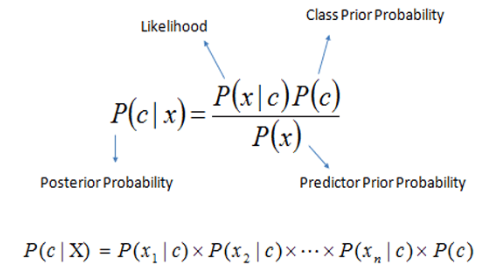 Likelihood
Class Prior Probability
P(c|x) = P(x|c)P(c) / P(x)
Posterior Probability
Predictor Prior Probability
P(c|X) = P(x₁|c)×P(x₂|c)×⋯×P(xₙ|c)×P(c)